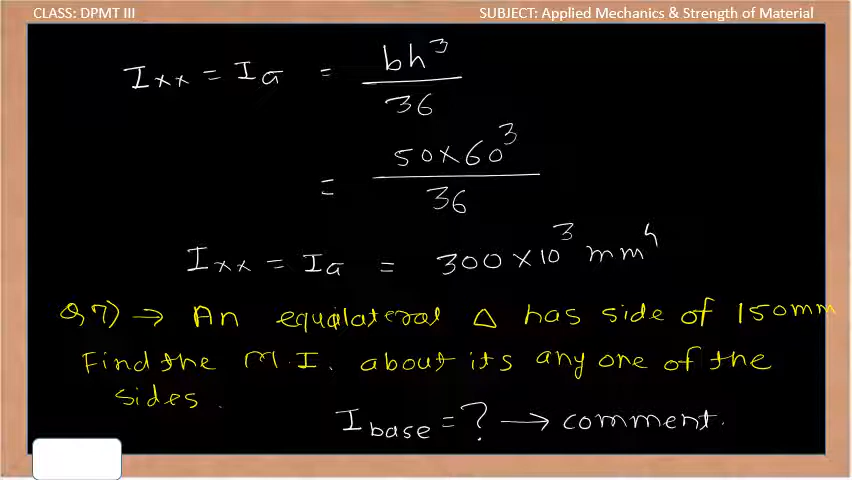 CLASS: DPMT III
SUBJECT: Applied Mechanics & Strength of Material
Ixx = IG = bh³/36
= 50×60³/36
Ixx = IG = 300×10³ mm⁴
Q7) → An equilateral Δ has side of 150mm
Find the M.I. about its any one of the
sides.
I base = ? → comment.